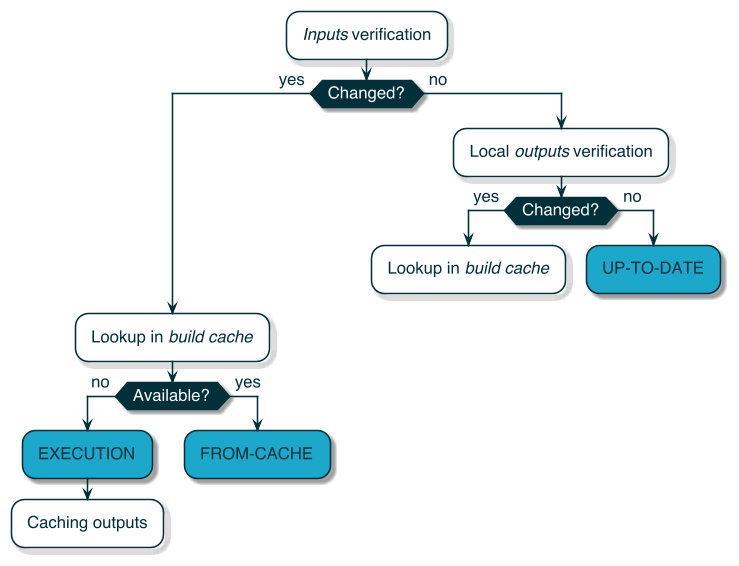 Inputs verification
yes
Changed?
no
Local outputs verification
yes
Changed?
no
Lookup in build cache
UP-TO-DATE
Lookup in build cache
no
Available?
yes
EXECUTION
FROM-CACHE
Caching outputs